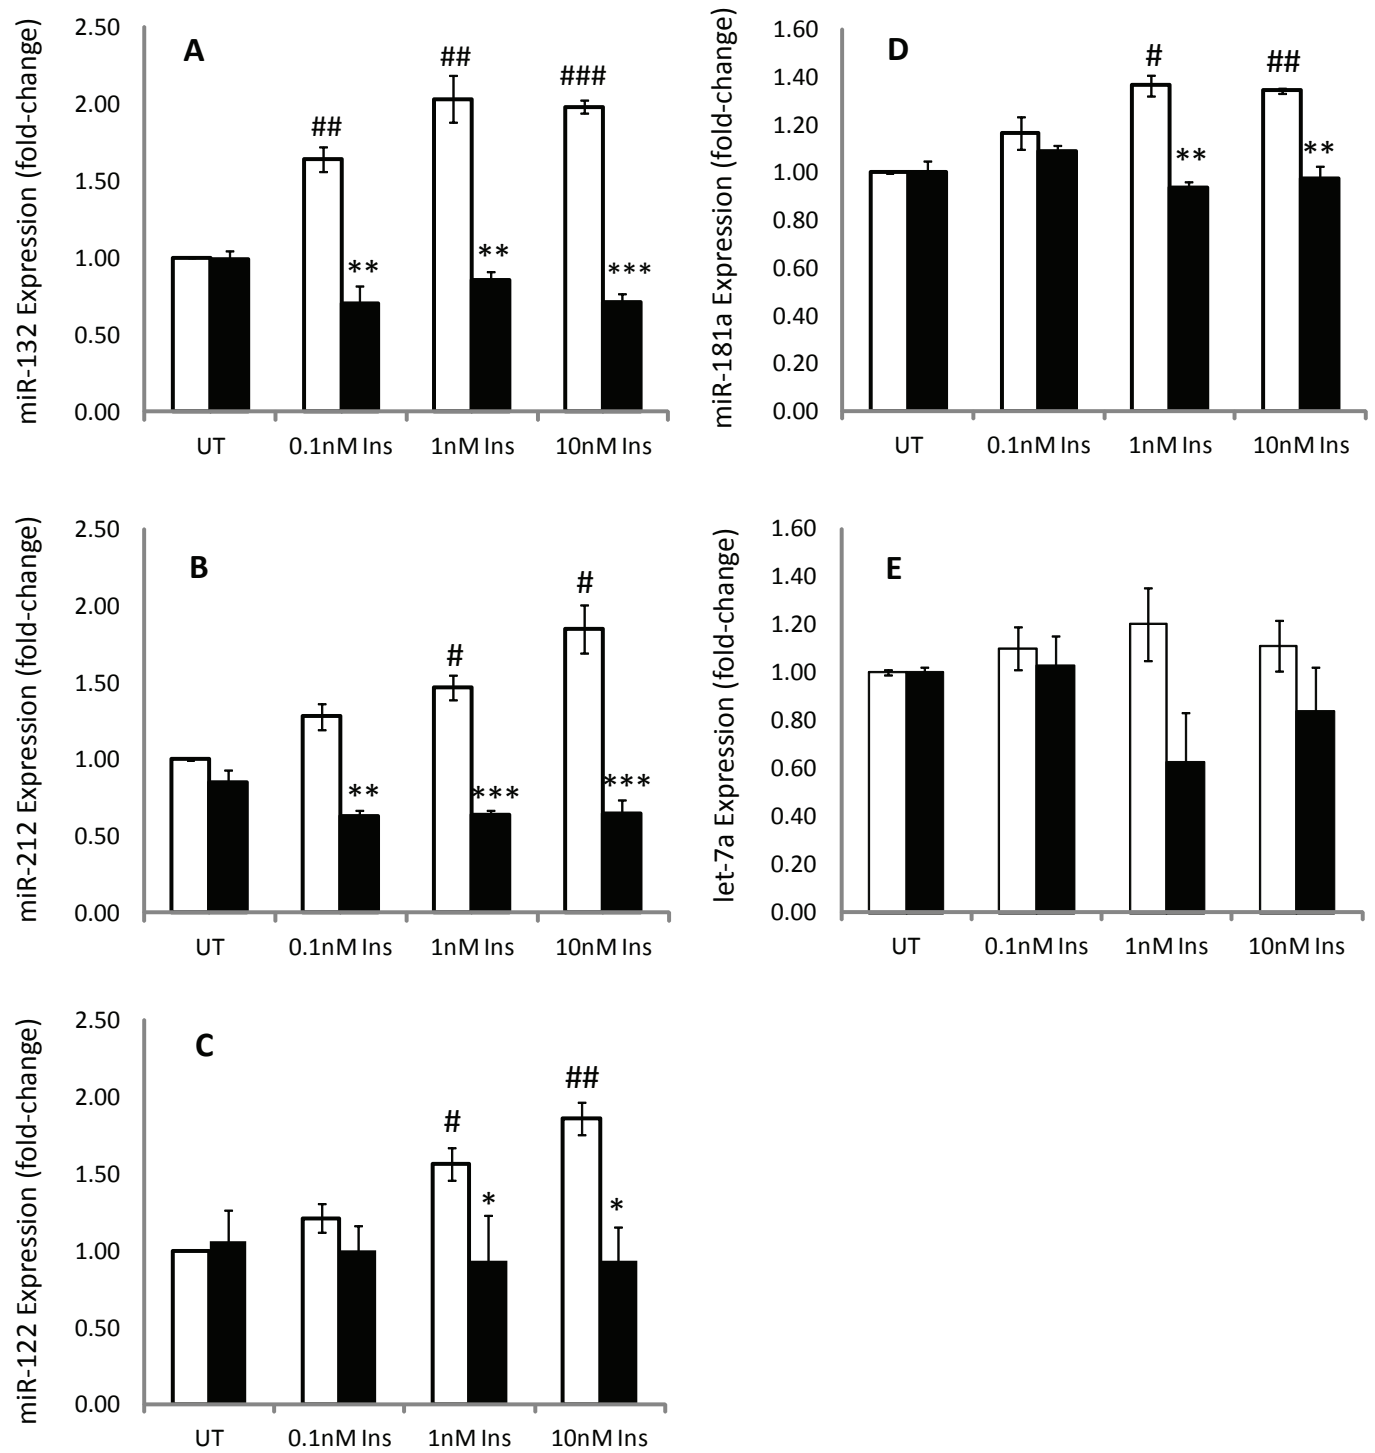 A
miR-132 Expression (fold-change)
2.50
2.00
1.50
1.00
0.50
0.00
##
##
###
**
**
***
UT
0.1nM Ins
1nM Ins
10nM Ins
D
miR-181a Expression (fold-change)
1.60
1.40
1.20
1.00
0.80
0.60
0.40
0.20
0.00
#
##
**
**
UT
0.1nM Ins
1nM Ins
10nM Ins
B
miR-212 Expression (fold-change)
2.50
2.00
1.50
1.00
0.50
0.00
#
#
**
***
***
UT
0.1nM Ins
1nM Ins
10nM Ins
E
let-7a Expression (fold-change)
1.60
1.40
1.20
1.00
0.80
0.60
0.40
0.20
0.00
UT
0.1nM Ins
1nM Ins
10nM Ins
C
miR-122 Expression (fold-change)
2.50
2.00
1.50
1.00
0.50
0.00
#
##
*
*
UT
0.1nM Ins
1nM Ins
10nM Ins